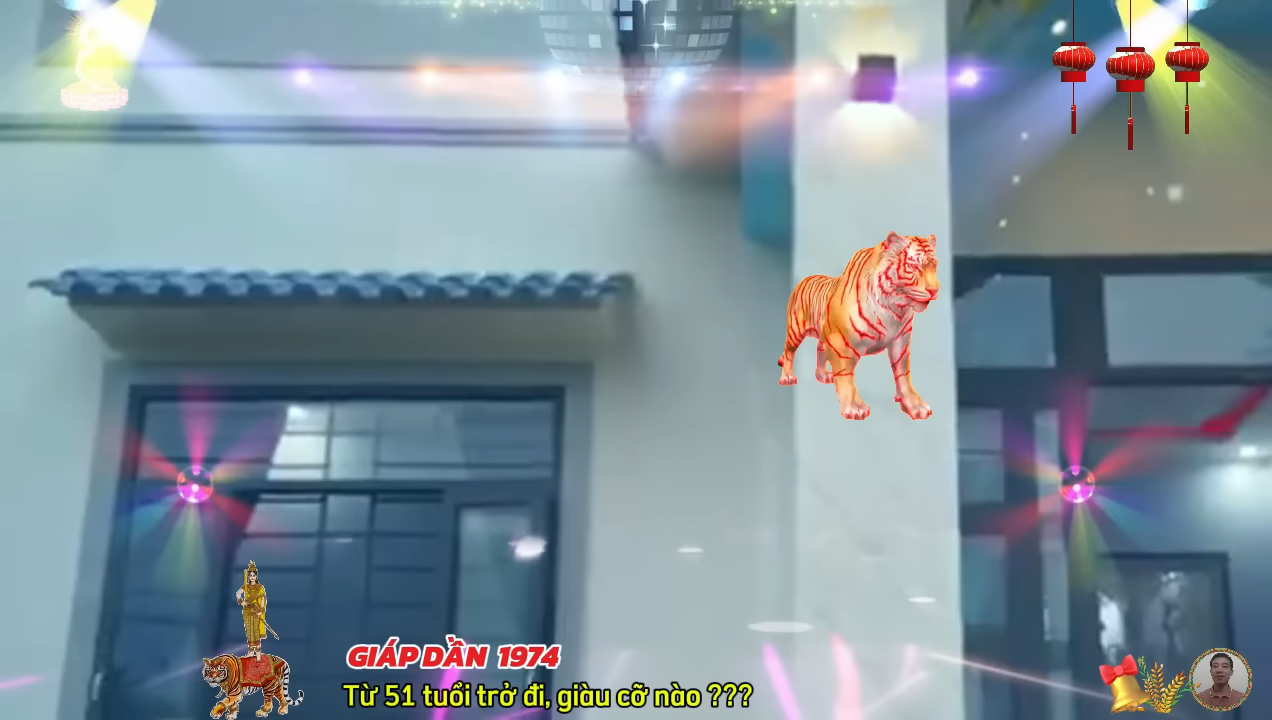 GIÁP DẦN 1974
Từ 51 tuổi trở đi, giàu cỡ nào ???